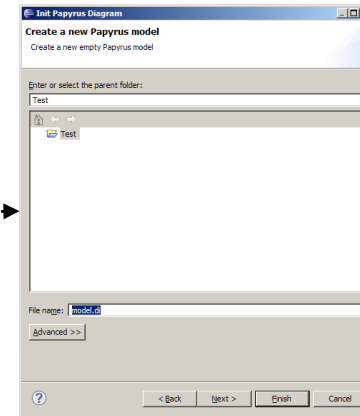 Init Papyrus Diagram
Create a new Papyrus model
Create a new empty Papyrus model
Enter or select the parent folder:
Test
Test
File name: model.di
Advanced >>
? < Back Next > Finish Cancel